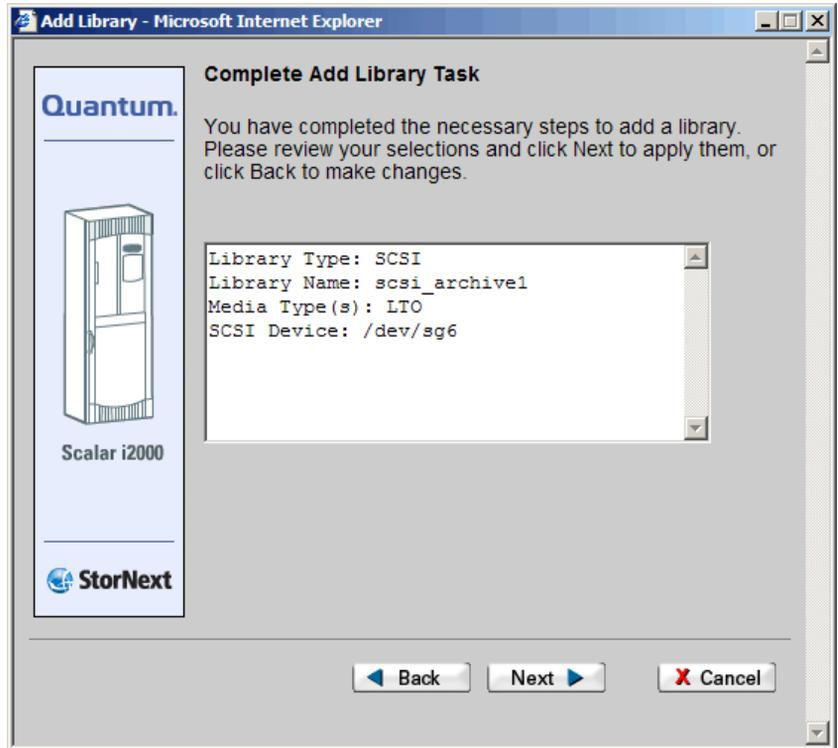 Add Library - Microsoft Internet Explorer
Quantum.
Scalar i2000
StorNext
Complete Add Library Task
You have completed the necessary steps to add a library.
Please review your selections and click Next to apply them, or
click Back to make changes.
Library Type: SCSI
Library Name: scsi_archive1
Media Type(s): LTO
SCSI Device: /dev/sg6
Back
Next
X Cancel